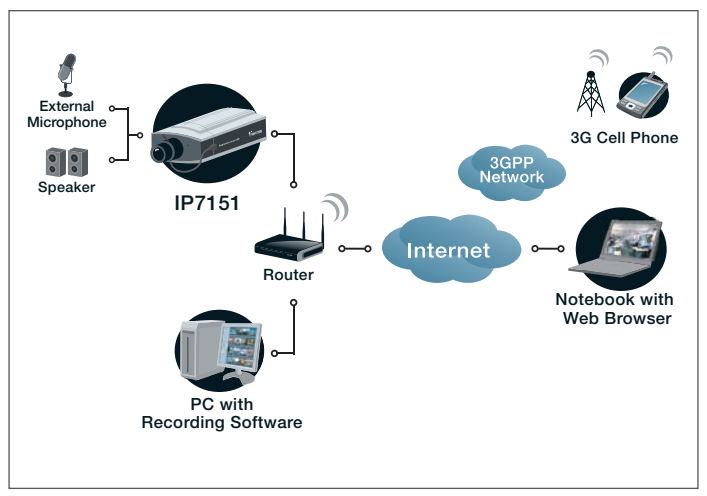 External
Microphone
Speaker
IP7151
3G Cell Phone
3GPP
Network
Internet
Router
Notebook with
Web Browser
PC with
Recording Software